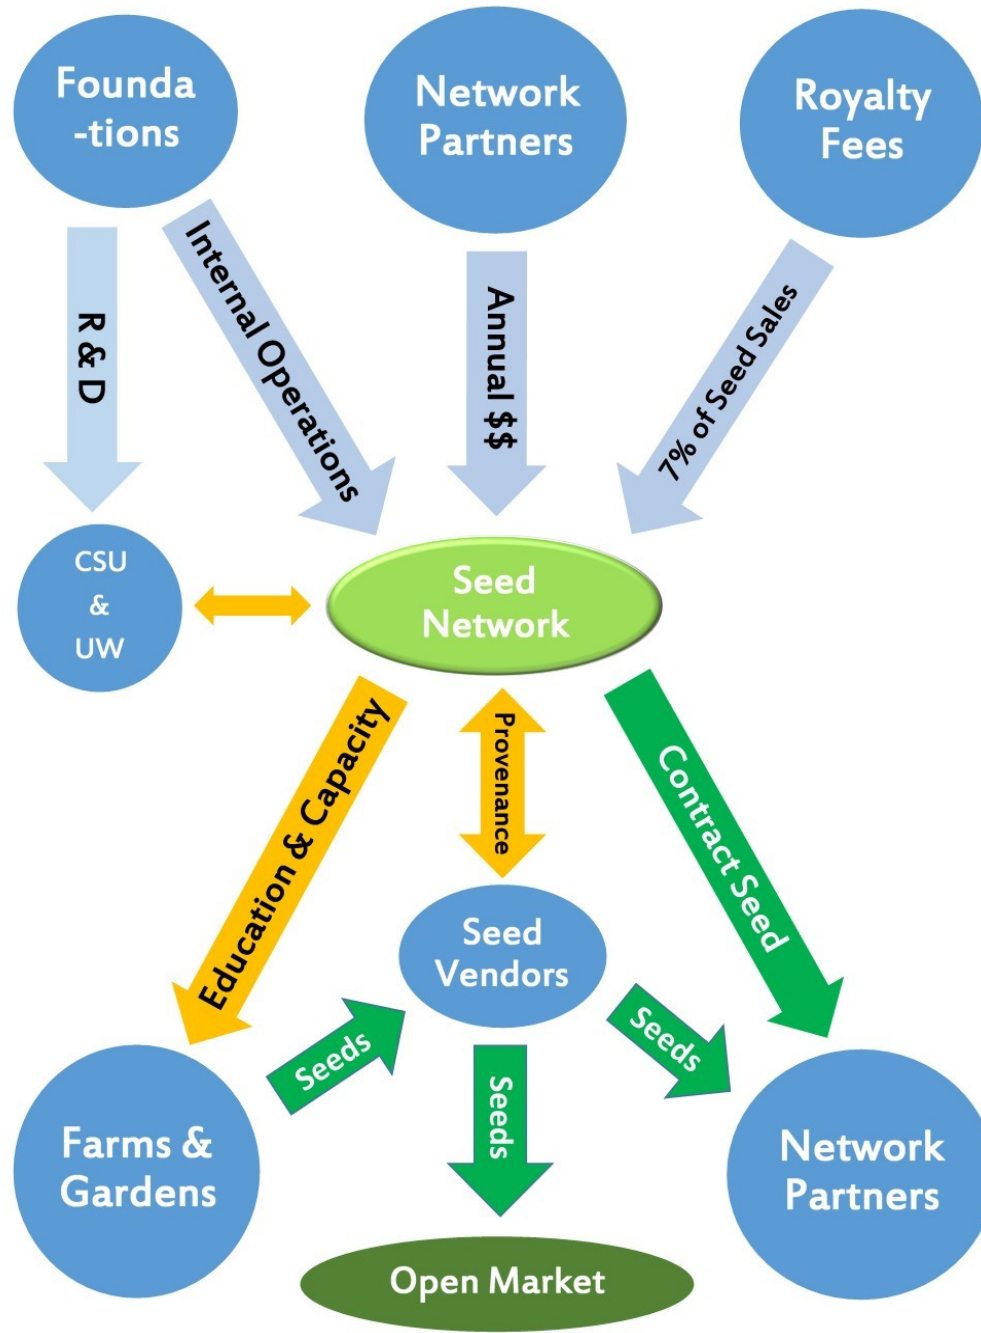 Founda
-tions
Network
Partners
Royalty
Fees
R & D
Internal Operations
Annual $$
7% of Seed Sales
CSU
&
UW
Seed
Network
Education & Capacity
Provenance
Contract Seed
Seed
Vendors
Seeds
Seeds
Seeds
Farms &
Gardens
Network
Partners
Open Market